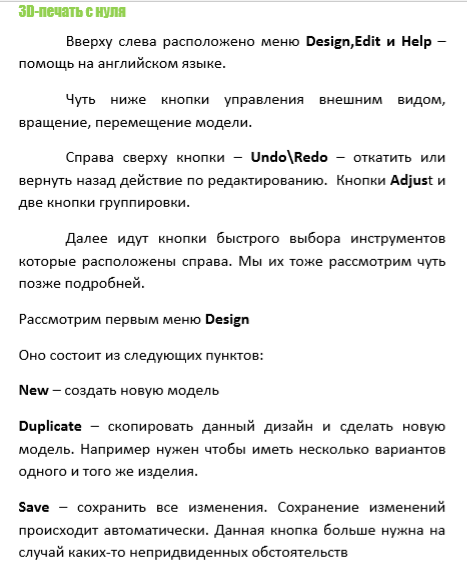 3D-печать с нуля
Вверху слева расположено меню Design,Edit и Help –
помощь на английском языке.
Чуть ниже кнопки управления внешним видом,
вращение, перемещение модели.
Справа сверху кнопки – Undo\Redo – откатить или
вернуть назад действие по редактированию. Кнопки Adjust и
две кнопки группировки.
Далее идут кнопки быстрого выбора инструментов
которые расположены справа. Мы их тоже рассмотрим чуть
позже подробней.
Рассмотрим первым меню Design
Оно состоит из следующих пунктов:
New – создать новую модель
Duplicate – скопировать данный дизайн и сделать новую
модель. Например нужен чтобы иметь несколько вариантов
одного и того же изделия.
Save – сохранить все изменения. Сохранение изменений
происходит автоматически. Данная кнопка больше нужна на
случай каких-то непридвиденных обстоятельств